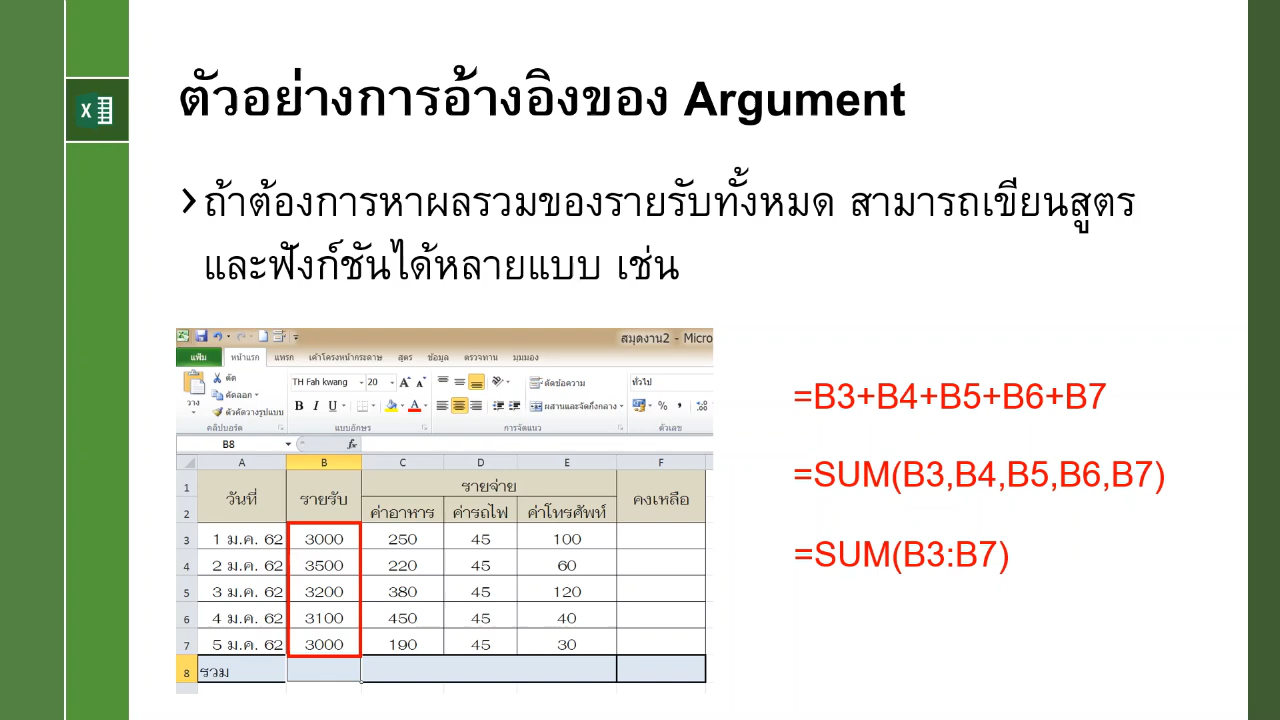 ตัวอย่างการอ้างอิงของ Argument
ถ้าต้องการหาผลรวมของรายรับทั้งหมด สามารถเขียนสูตร
และฟังก์ชันได้หลายแบบ เช่น
สมุดงาน2 - Micro
แฟ้ม หน้าแรก แทรก เค้าโครงหน้ากระดาษ สูตร ข้อมูล ตรวจทาน มุมมอง
วาง
ตัด
คัดลอก
ตัวคัดวางรูปแบบ
คลิปบอร์ด
TH Fah kwang 20
B I U
แบบอักษร
ตัดข้อความ
ผสานและจัดกึ่งกลาง
การจัดแนว
ทั่วไป
ตัวเลข
B8 fx
A B C D E F
1 วันที่ รายรับ รายจ่าย คงเหลือ
2 ค่าอาหาร ค่ารถไฟ ค่าโทรศัพท์
3 1 ม.ค. 62 3000 250 45 100
4 2 ม.ค. 62 3500 220 45 60
5 3 ม.ค. 62 3200 380 45 120
6 4 ม.ค. 62 3100 450 45 40
7 5 ม.ค. 62 3000 190 45 30
8 รวม
=B3+B4+B5+B6+B7
=SUM(B3,B4,B5,B6,B7)
=SUM(B3:B7)